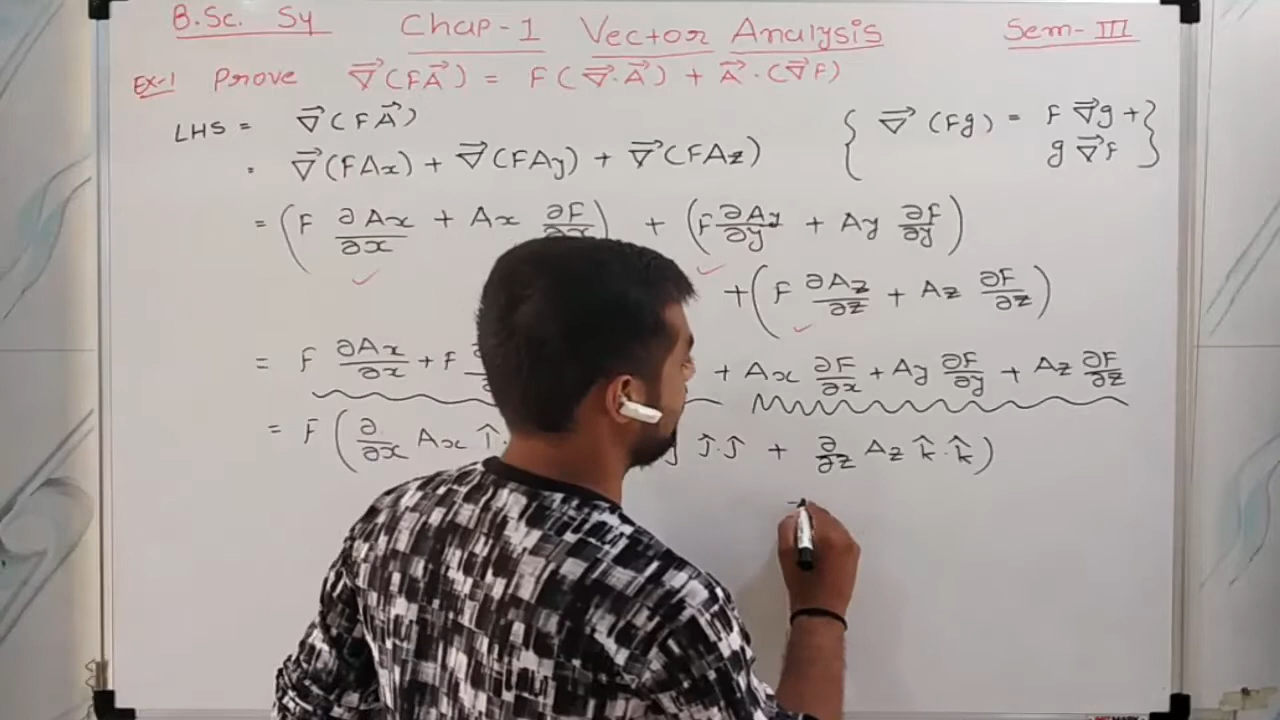 B.Sc. Sy Chap-1 Vector Analysis Sem-III
Ex-1 Prove ∇⃗(FA⃗) = F(∇⃗.A⃗) + A⃗.(∇⃗F)
LHS = ∇⃗(FA⃗)
{ ∇⃗(Fg) = F ∇⃗g + g ∇⃗F }
= ∇⃗(FAx) + ∇⃗(FAy) + ∇⃗(FAz)
= (F ∂Ax/∂x + Ax ∂F/∂x) + (F ∂Ay/∂y + Ay ∂F/∂y)
+ (F ∂Az/∂z + Az ∂F/∂z)
= F ∂Ax/∂x + F + Ax ∂F/∂x + Ay ∂F/∂y + Az ∂F/∂z
= F (∂/∂x Ax î. ĵ.ĵ + ∂/∂z Az k̂.k̂)